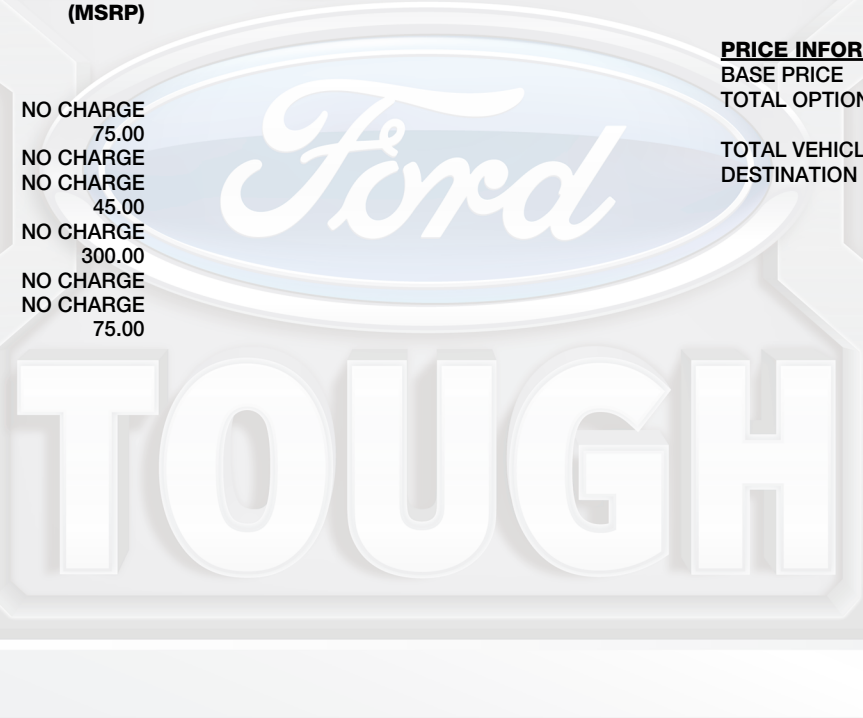 (MSRP)
NO CHARGE
75.00
NO CHARGE
NO CHARGE
45.00
NO CHARGE
300.00
NO CHARGE
NO CHARGE
75.00
PRICE INFOR
BASE PRICE
TOTAL OPTION
TOTAL VEHICL
DESTINATION
Ford
TOUGH